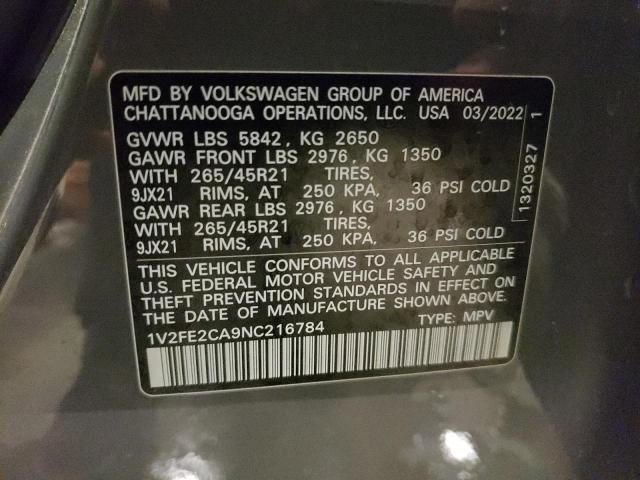 MFD BY VOLKSWAGEN GROUP OF AMERICA
CHATTANOOGA OPERATIONS, LLC. USA 03/2022
GVWR LBS 5842, KG 2650
GAWR FRONT LBS 2976, KG 1350
WITH 265/45R21 TIRES,
9JX21 RIMS, AT 250 KPA, 36 PSI COLD
GAWR REAR LBS 2976, KG 1350
WITH 265/45R21 TIRES,
9JX21 RIMS, AT 250 KPA, 36 PSI COLD
1320327 1
THIS VEHICLE CONFORMS TO ALL APPLICABLE
U.S. FEDERAL MOTOR VEHICLE SAFETY AND
THEFT PREVENTION STANDARDS IN EFFECT ON
THE DATE OF MANUFACTURE SHOWN ABOVE.
1V2FE2CA9NC216784 TYPE: MPV